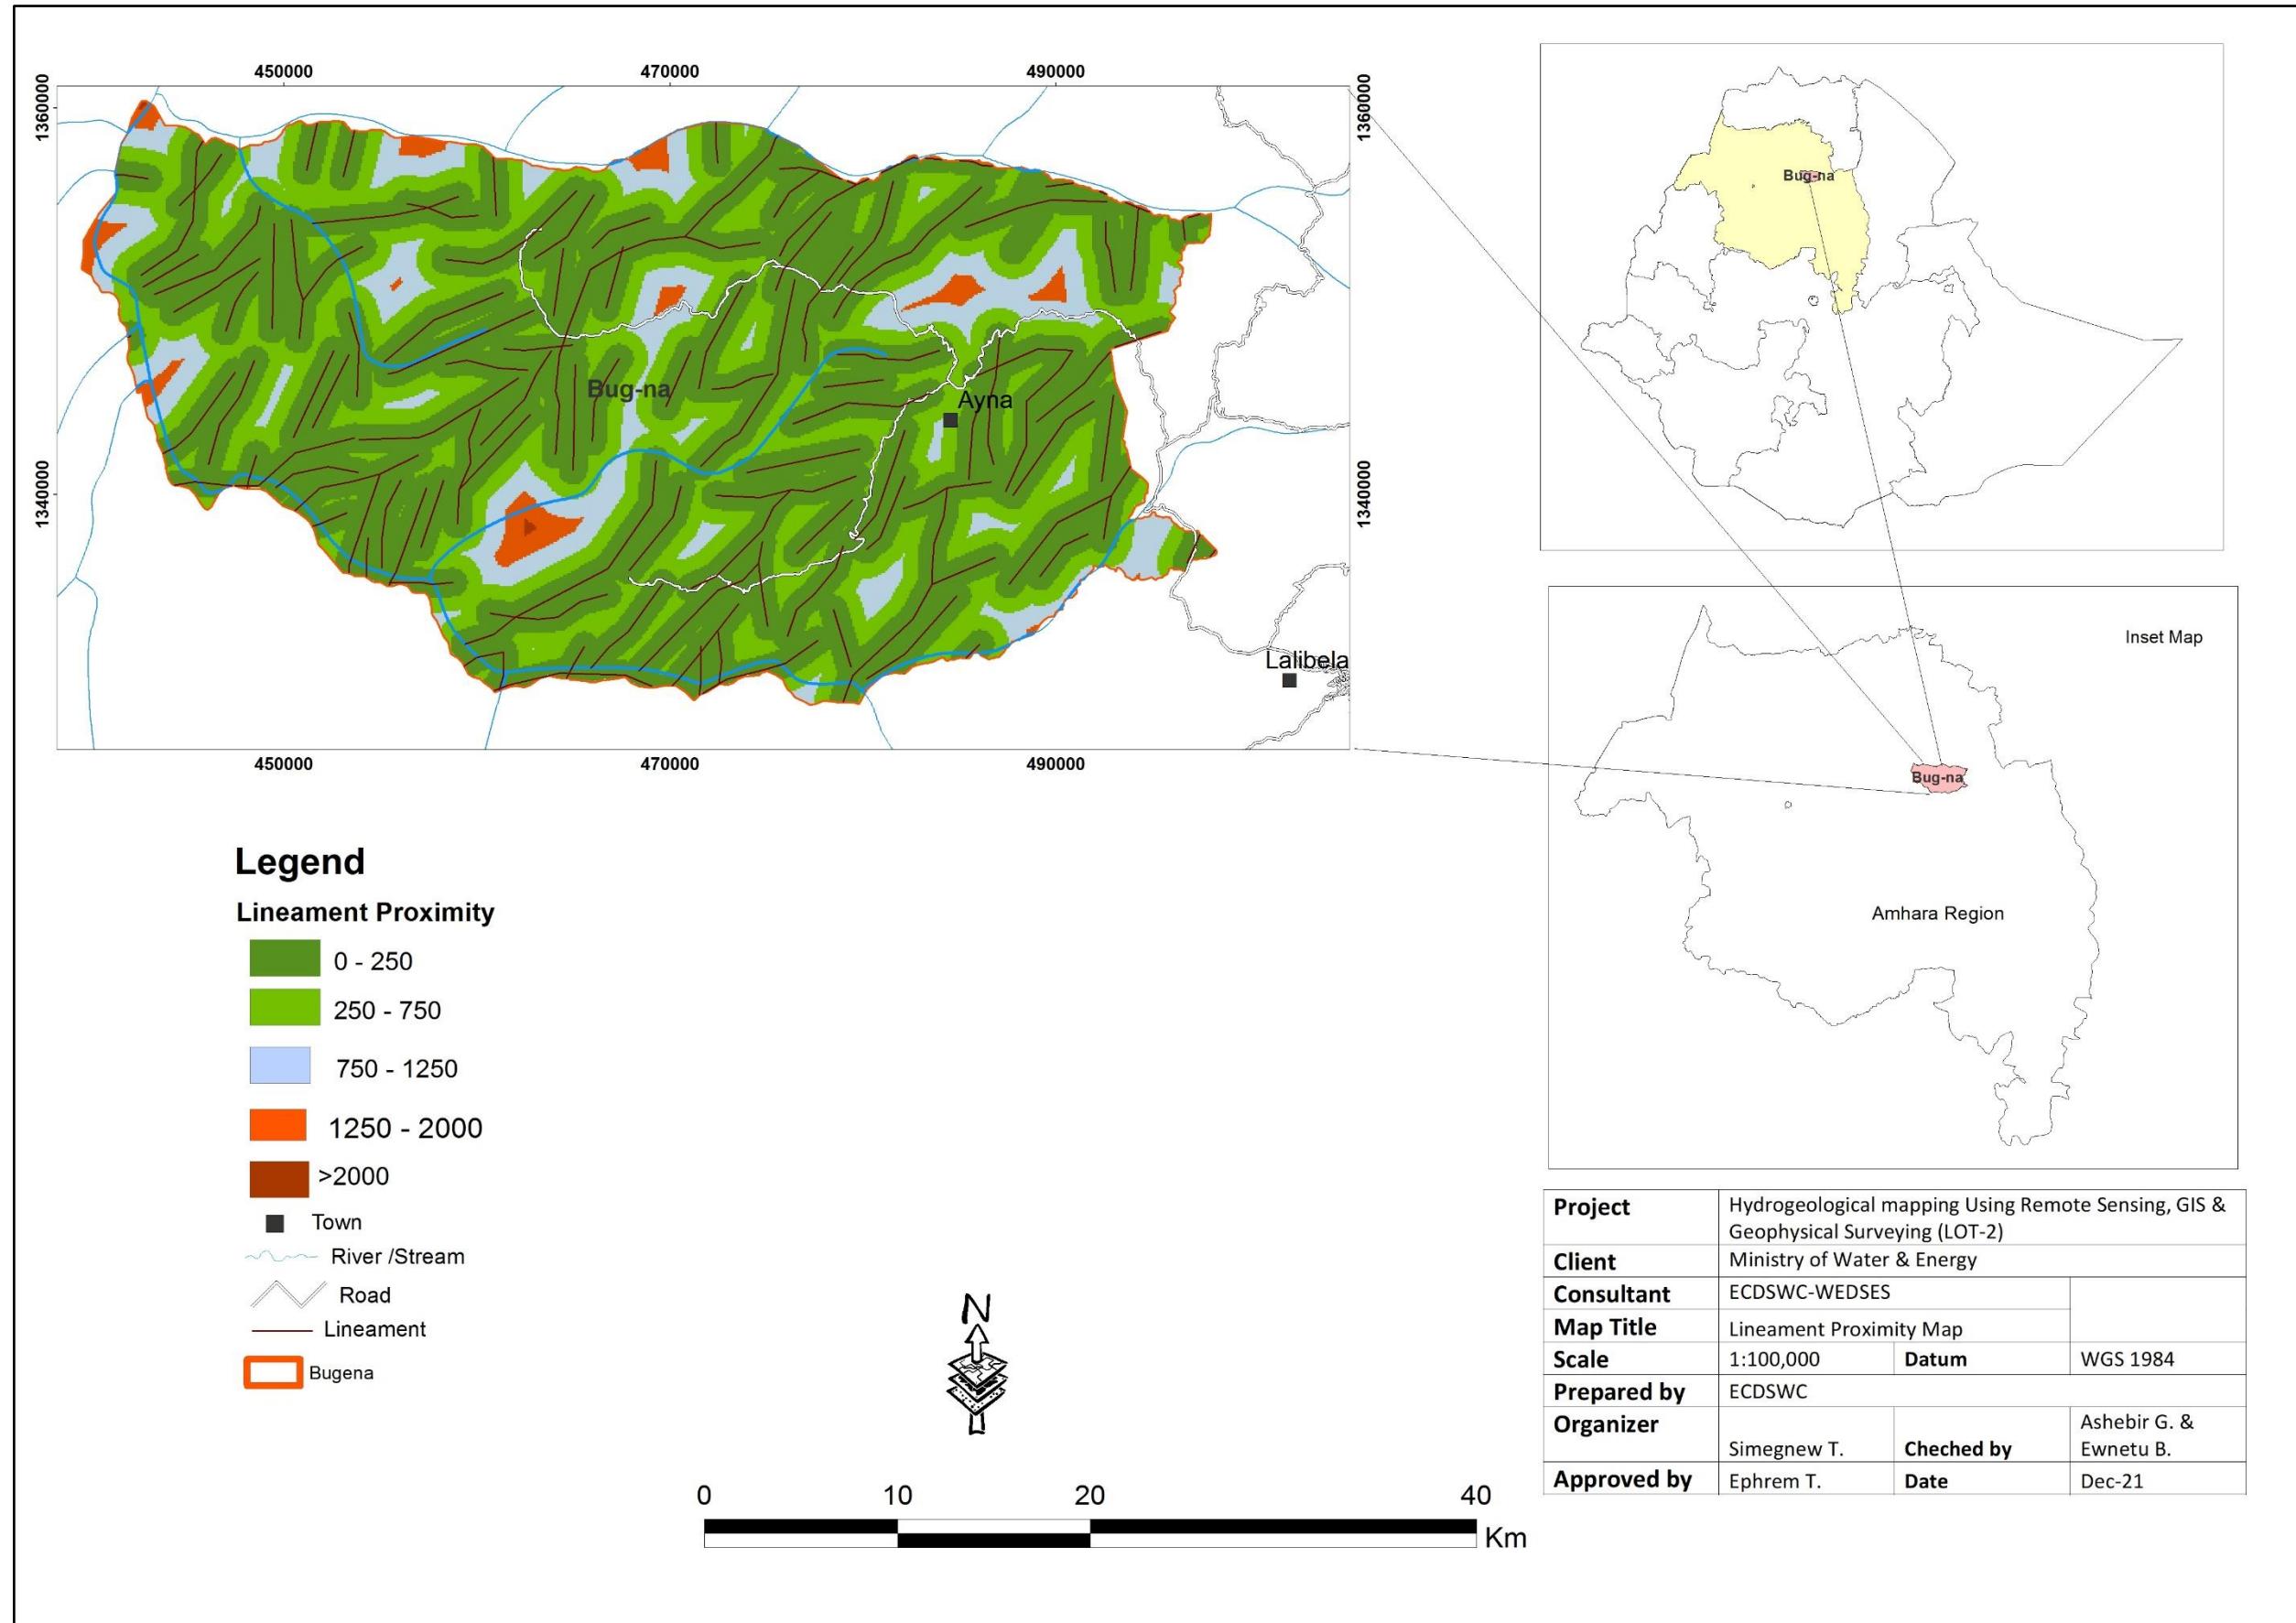 450000 470000 490000
1360000
1360000
Bug-na
Ayna
1340000
1340000
Lalibela
450000 470000 490000
Bug-na
Inset Map
Bug-na
Amhara Region
Legend
Lineament Proximity
0 - 250
250 - 750
750 - 1250
1250 - 2000
>2000
Town
River /Stream
Road
Lineament
Bugena
N
0 10 20 40
Km
Project Hydrogeological mapping Using Remote Sensing, GIS &
Geophysical Surveying (LOT-2)
Client Ministry of Water & Energy
Consultant ECDSWC-WEDSES
Map Title Lineament Proximity Map
Scale 1:100,000 Datum WGS 1984
Prepared by ECDSWC
Organizer Simegnew T. Cheched by Ashebir G. &
Ewnetu B.
Approved by Ephrem T. Date Dec-21